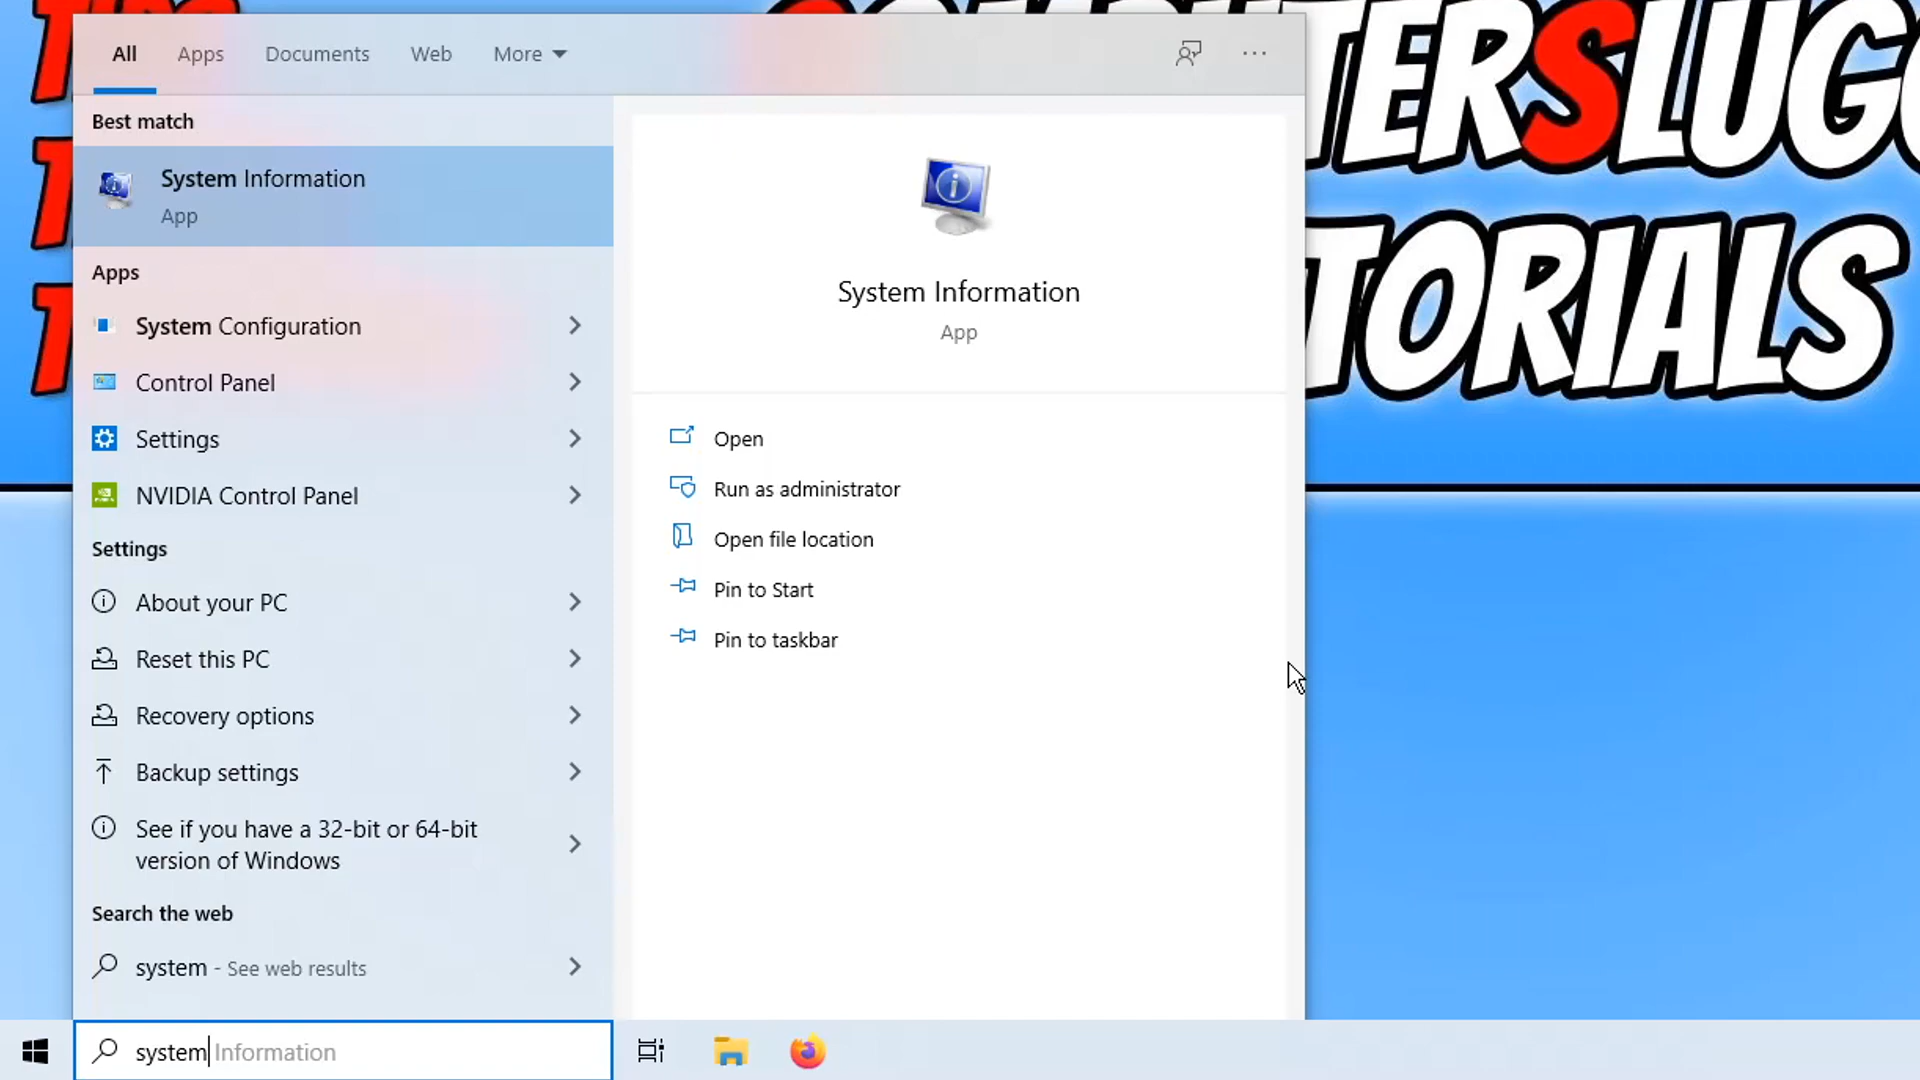 All
Apps
Documents
Web
More
Best match
System Information
App
Apps
System Configuration
Control Panel
Settings
NVIDIA Control Panel
Settings
About your PC
Reset this PC
Recovery options
Backup settings
See if you have a 32-bit or 64-bit
version of Windows
Search the web
system - See web results
system Information
System Information
App
Open
Run as administrator
Open file location
Pin to Start
Pin to taskbar
TORIALS